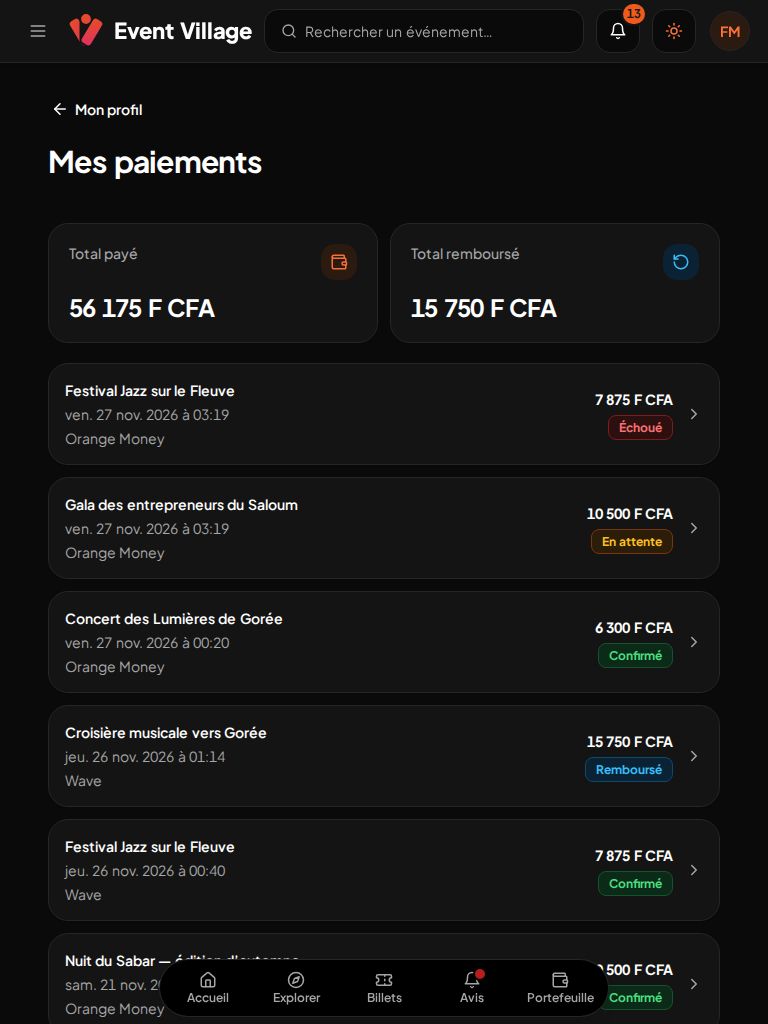 Event Village
Rechercher un événement...
13
FM
Mon profil
Mes paiements
Total payé
56 175 F CFA
Total remboursé
15 750 F CFA
Festival Jazz sur le Fleuve
ven. 27 nov. 2026 à 03:19
Orange Money
7 875 F CFA
Échoué
Gala des entrepreneurs du Saloum
ven. 27 nov. 2026 à 03:19
Orange Money
10 500 F CFA
En attente
Concert des Lumières de Gorée
ven. 27 nov. 2026 à 00:20
Orange Money
6 300 F CFA
Confirmé
Croisière musicale vers Gorée
jeu. 26 nov. 2026 à 01:14
Wave
15 750 F CFA
Remboursé
Festival Jazz sur le Fleuve
jeu. 26 nov. 2026 à 00:40
Wave
7 875 F CFA
Confirmé
Nuit du Sabar —
sam. 21 nov.
Orange Money
500 F CFA
Confirmé
Accueil
Explorer
Billets
Avis
Portefeuille